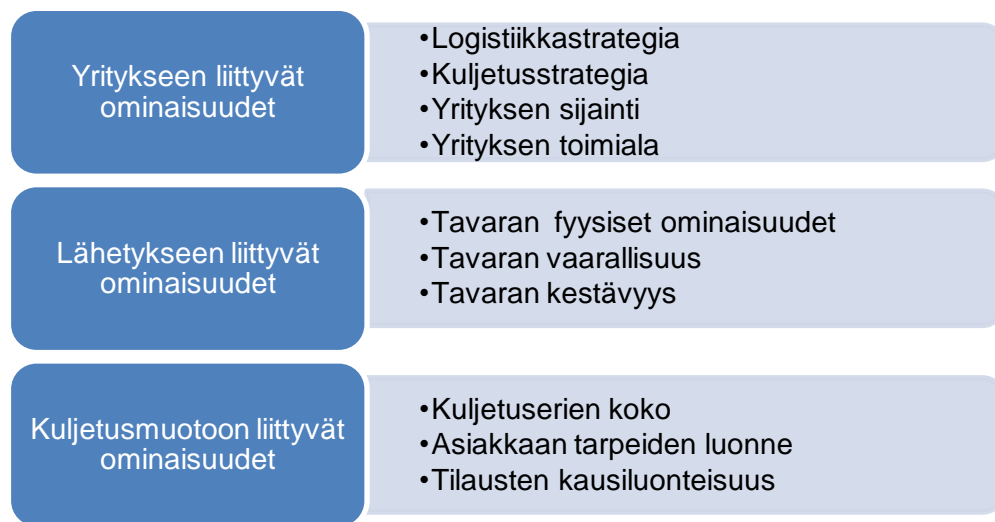 Yritykseen liittyvät
ominaisuudet
•Logistiikkastrategia
•Kuljetusstrategia
•Yrityksen sijainti
•Yrityksen toimiala
Lähetykseen liittyvät
ominaisuudet
•Tavaran fyysiset ominaisuudet
•Tavaran vaarallisuus
•Tavaran kestävyys
Kuljetusmuotoon liittyvät
ominaisuudet
•Kuljetuserien koko
•Asiakkaan tarpeiden luonne
•Tilausten kausiluonteisuus